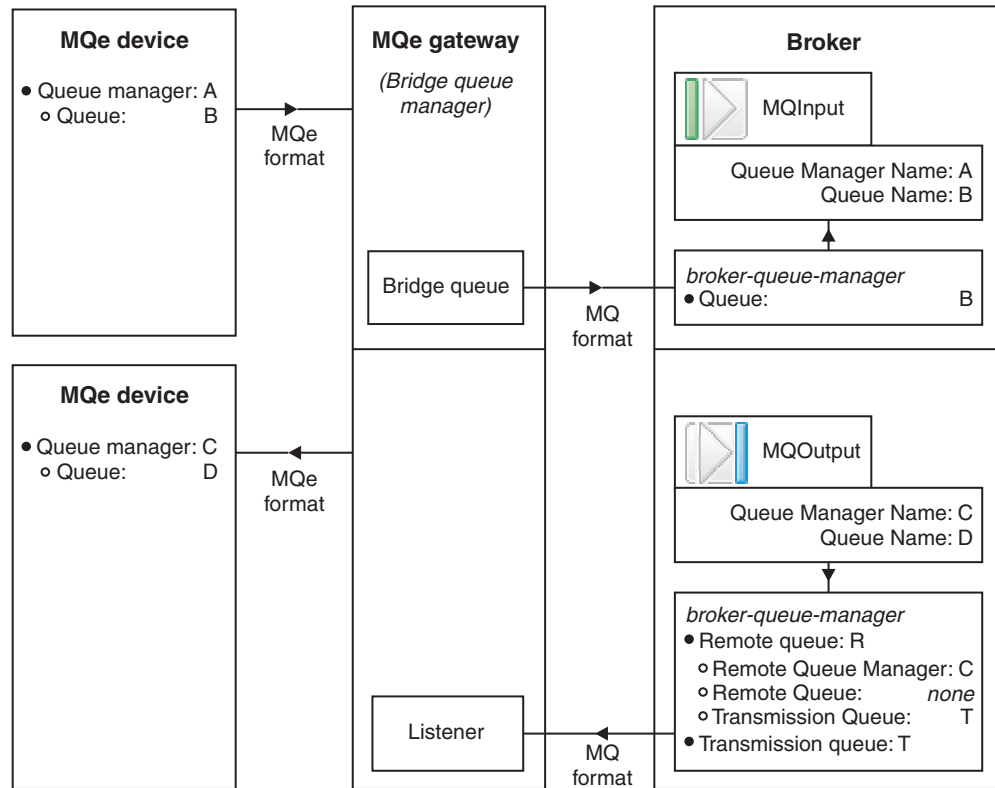 MQe device
• Queue manager: A
o Queue: B
MQe
format
MQe gateway
(Bridge queue
manager)
Bridge queue
MQ
format
Broker
MQInput
Queue Manager Name: A
Queue Name: B
broker-queue-manager
• Queue: B
MQe device
• Queue manager: C
o Queue: D
MQe
format
Listener
MQ
format
MQOutput
Queue Manager Name: C
Queue Name: D
broker-queue-manager
• Remote queue: R
o Remote Queue Manager: C
o Remote Queue: none
o Transmission Queue: T
• Transmission queue: T